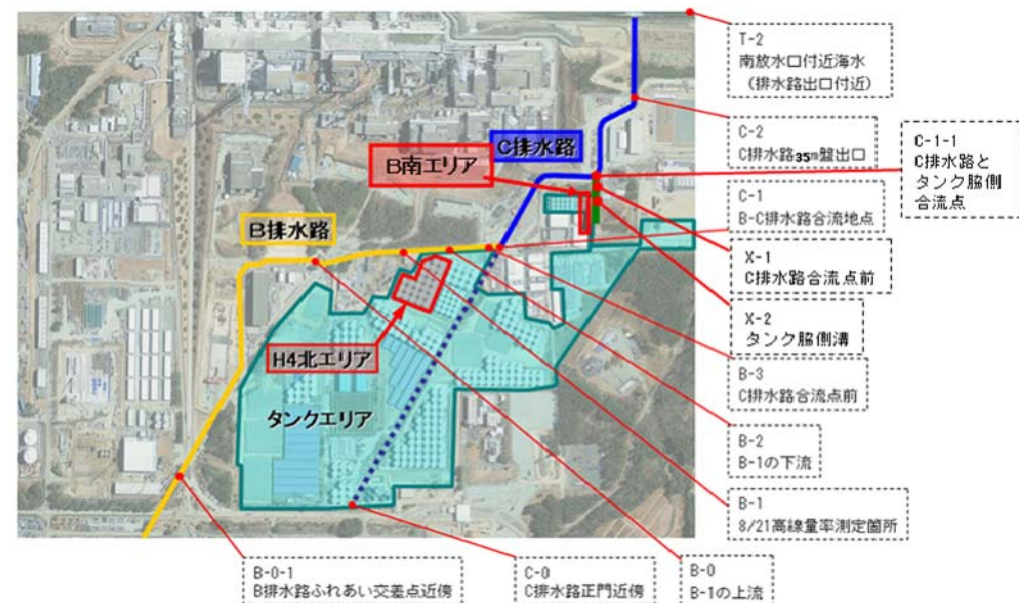 T-2
南放水口付近海水
（排水路出口付近）
C-2
C排水路35m盤出口
C-1-1
C排水路と
タンク脇側
合流点
C排水路
B南エリア
C-1
B-C排水路合流地点
B排水路
X-1
C排水路合流点前
X-2
タンク脇側溝
H4北エリア
B-3
C排水路合流点前
タンクエリア
B-2
B-1の下流
B-1
8/21高線量率測定箇所
B-0-1
B排水路ふれあい交差点近傍
C-0
C排水路正門近傍
B-0
B-1の上流